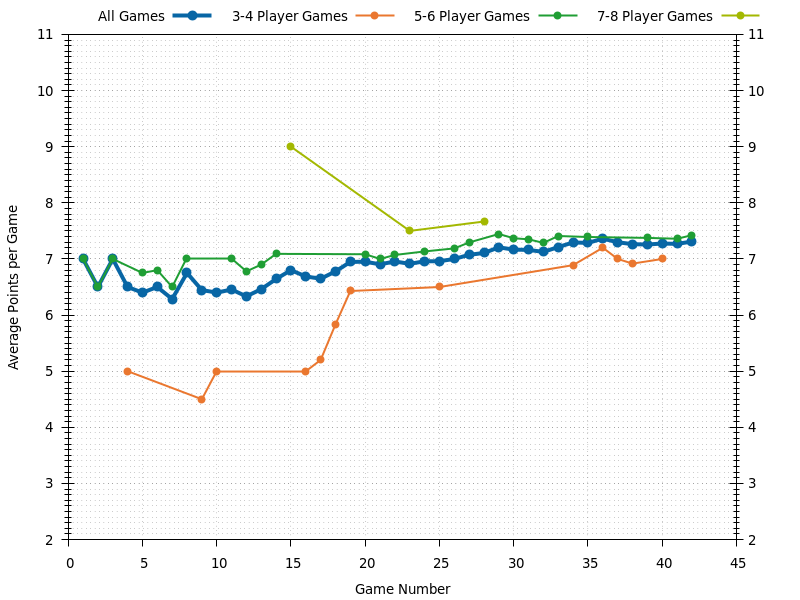 All Games 3-4 Player Games 5-6 Player Games 7-8 Player Games
11 11
10 10
9 9
8 8
7 7
6 6
5 5
4 4
3 3
2 2
Average Points per Game
0 5 10 15 20 25 30 35 40 45
Game Number